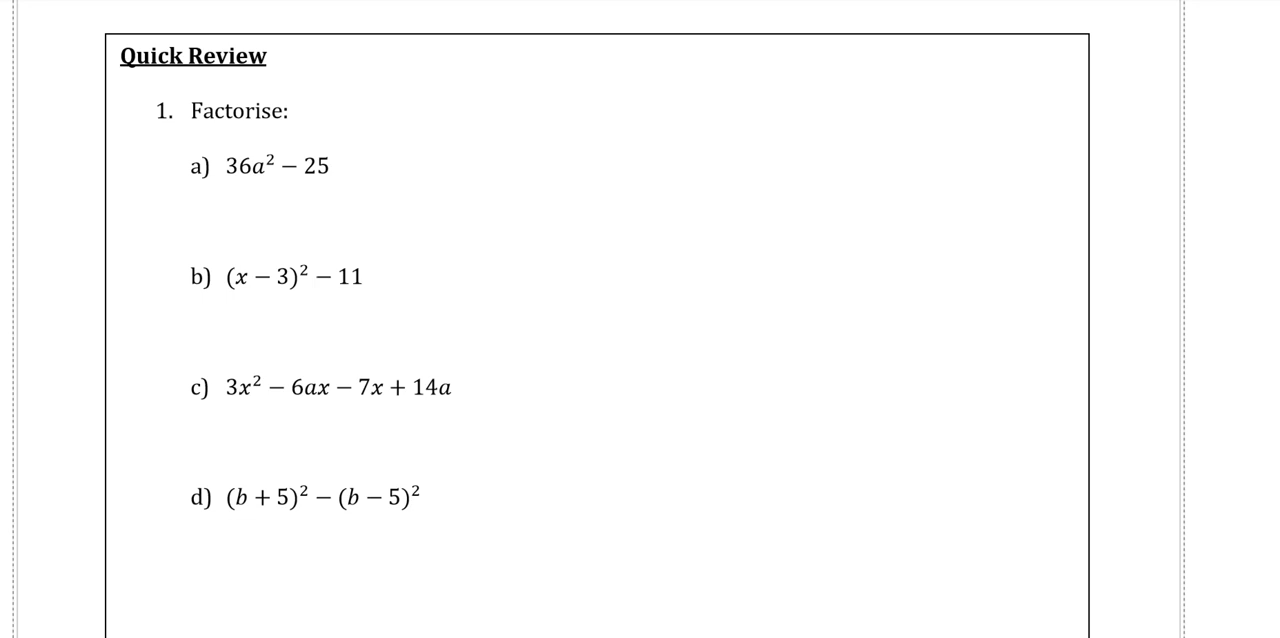 Quick Review
1. Factorise:
a) 36a² − 25
b) (x − 3)² − 11
c) 3x² − 6ax − 7x + 14a
d) (b + 5)² − (b − 5)²